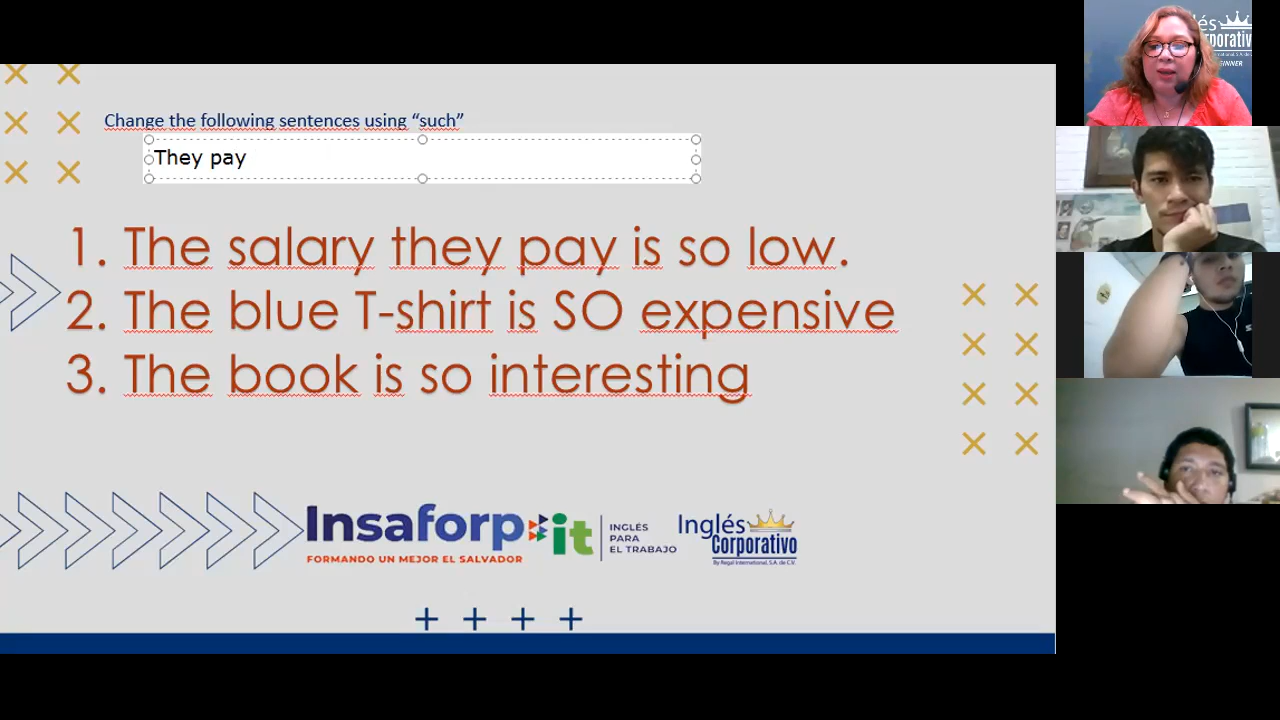 Change the following sentences using “such”
They pay
1. The salary they pay is so low.
2. The blue T-shirt is SO expensive
3. The book is so interesting
Insaforp
FORMANDO UN MEJOR EL SALVADOR
it
INGLÉS
PARA
EL TRABAJO
Inglés
Corporativo
By Regal International, S.A. de C.V.